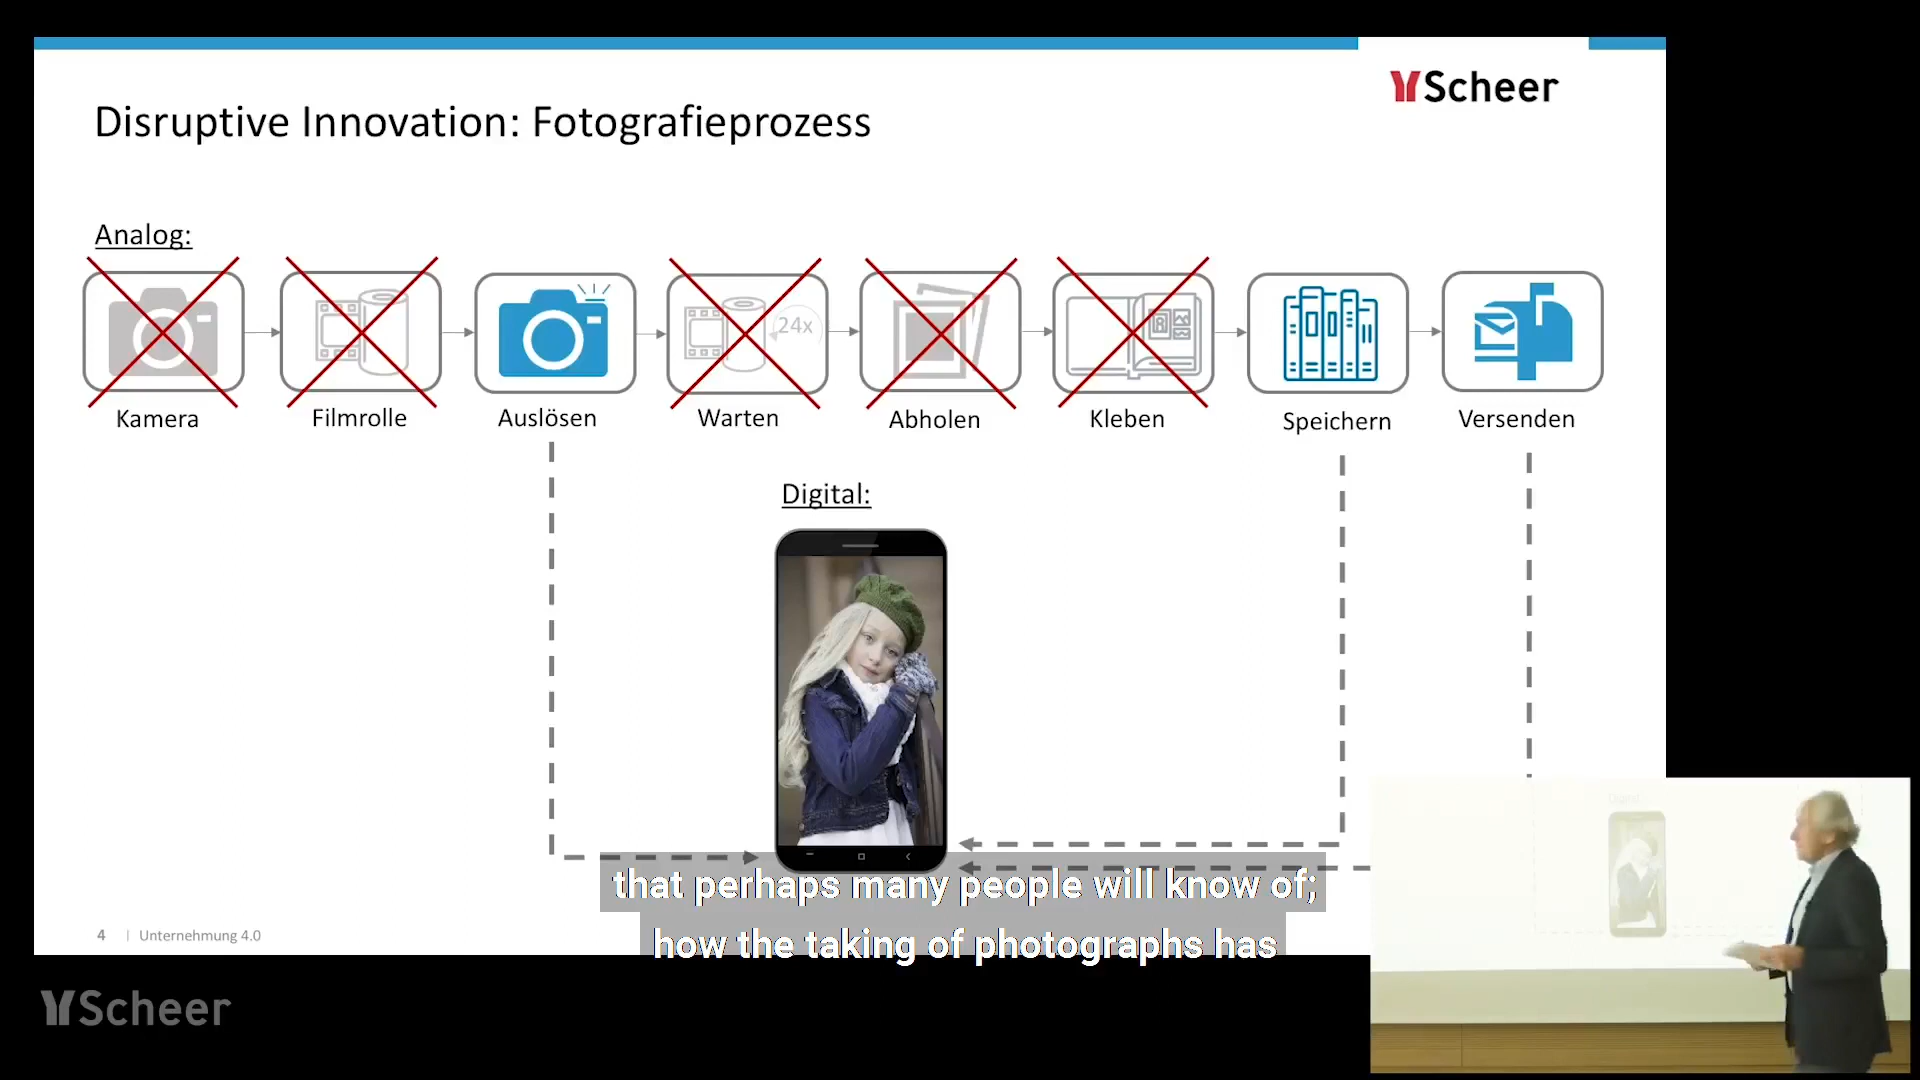 Scheer
Disruptive Innovation: Fotografieprozess
Analog:
24x
Kamera
Filmrolle
Auslösen
Warten
Abholen
Kleben
Speichern
Versenden
Digital:
that perhaps many people will know of;
how the taking of photographs has
4 | Unternehmung 4.0
Scheer